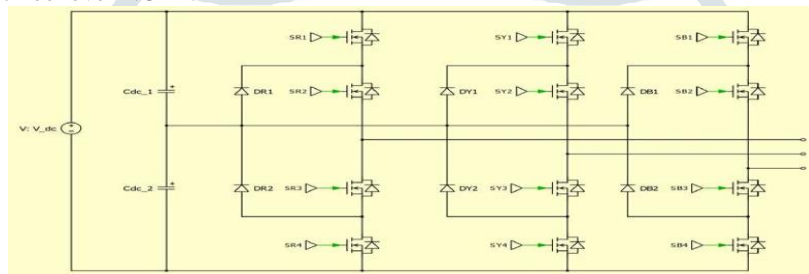 SR1 SY1 SB1
Cdc_1 DR1 SR2 DY1 SY2 DB1 SB2
V: V_dc
Cdc_2 DR2 SR3 DY2 SY3 DB2 SB3
SR4 SY4 SB4